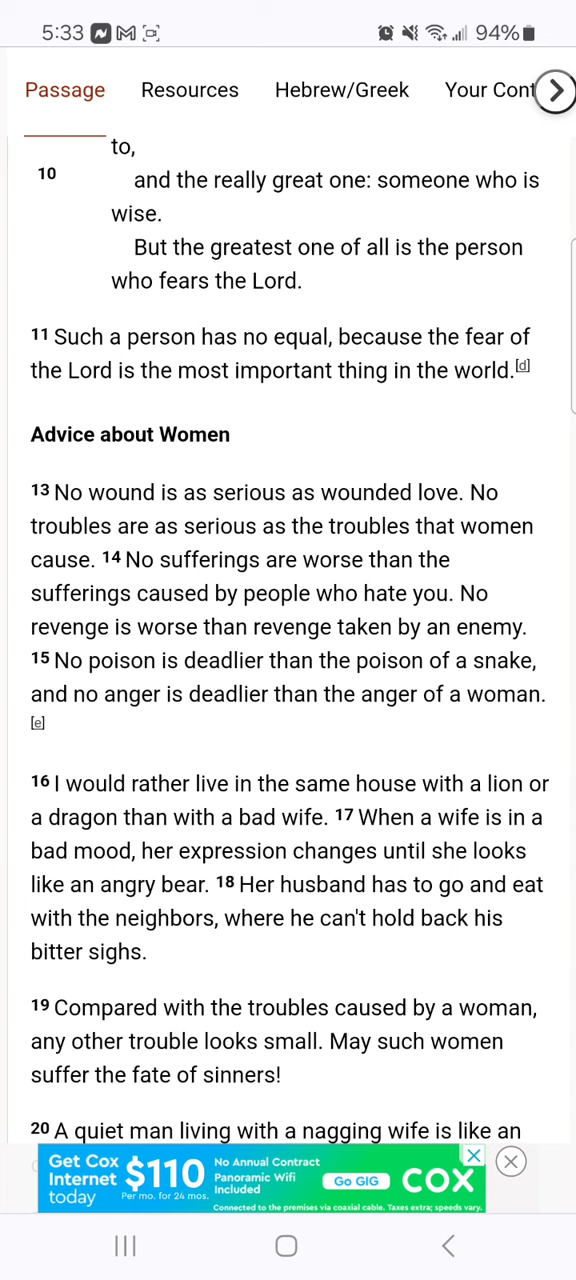 5:33
94%
Passage Resources Hebrew/Greek Your Cont
to,
10 and the really great one: someone who is
wise.
But the greatest one of all is the person
who fears the Lord.
11 Such a person has no equal, because the fear of
the Lord is the most important thing in the world.[d]
Advice about Women
13 No wound is as serious as wounded love. No
troubles are as serious as the troubles that women
cause. 14 No sufferings are worse than the
sufferings caused by people who hate you. No
revenge is worse than revenge taken by an enemy.
15 No poison is deadlier than the poison of a snake,
and no anger is deadlier than the anger of a woman.
[e]
16 I would rather live in the same house with a lion or
a dragon than with a bad wife. 17 When a wife is in a
bad mood, her expression changes until she looks
like an angry bear. 18 Her husband has to go and eat
with the neighbors, where he can't hold back his
bitter sighs.
19 Compared with the troubles caused by a woman,
any other trouble looks small. May such women
suffer the fate of sinners!
20 A quiet man living with a nagging wife is like an
Get Cox
Internet
today
$110
Per mo. for 24 mos.
No Annual Contract
Panoramic Wifi
Included
Go GIG
COX
Connected to the premises via coaxial cable. Taxes extra; speeds vary.